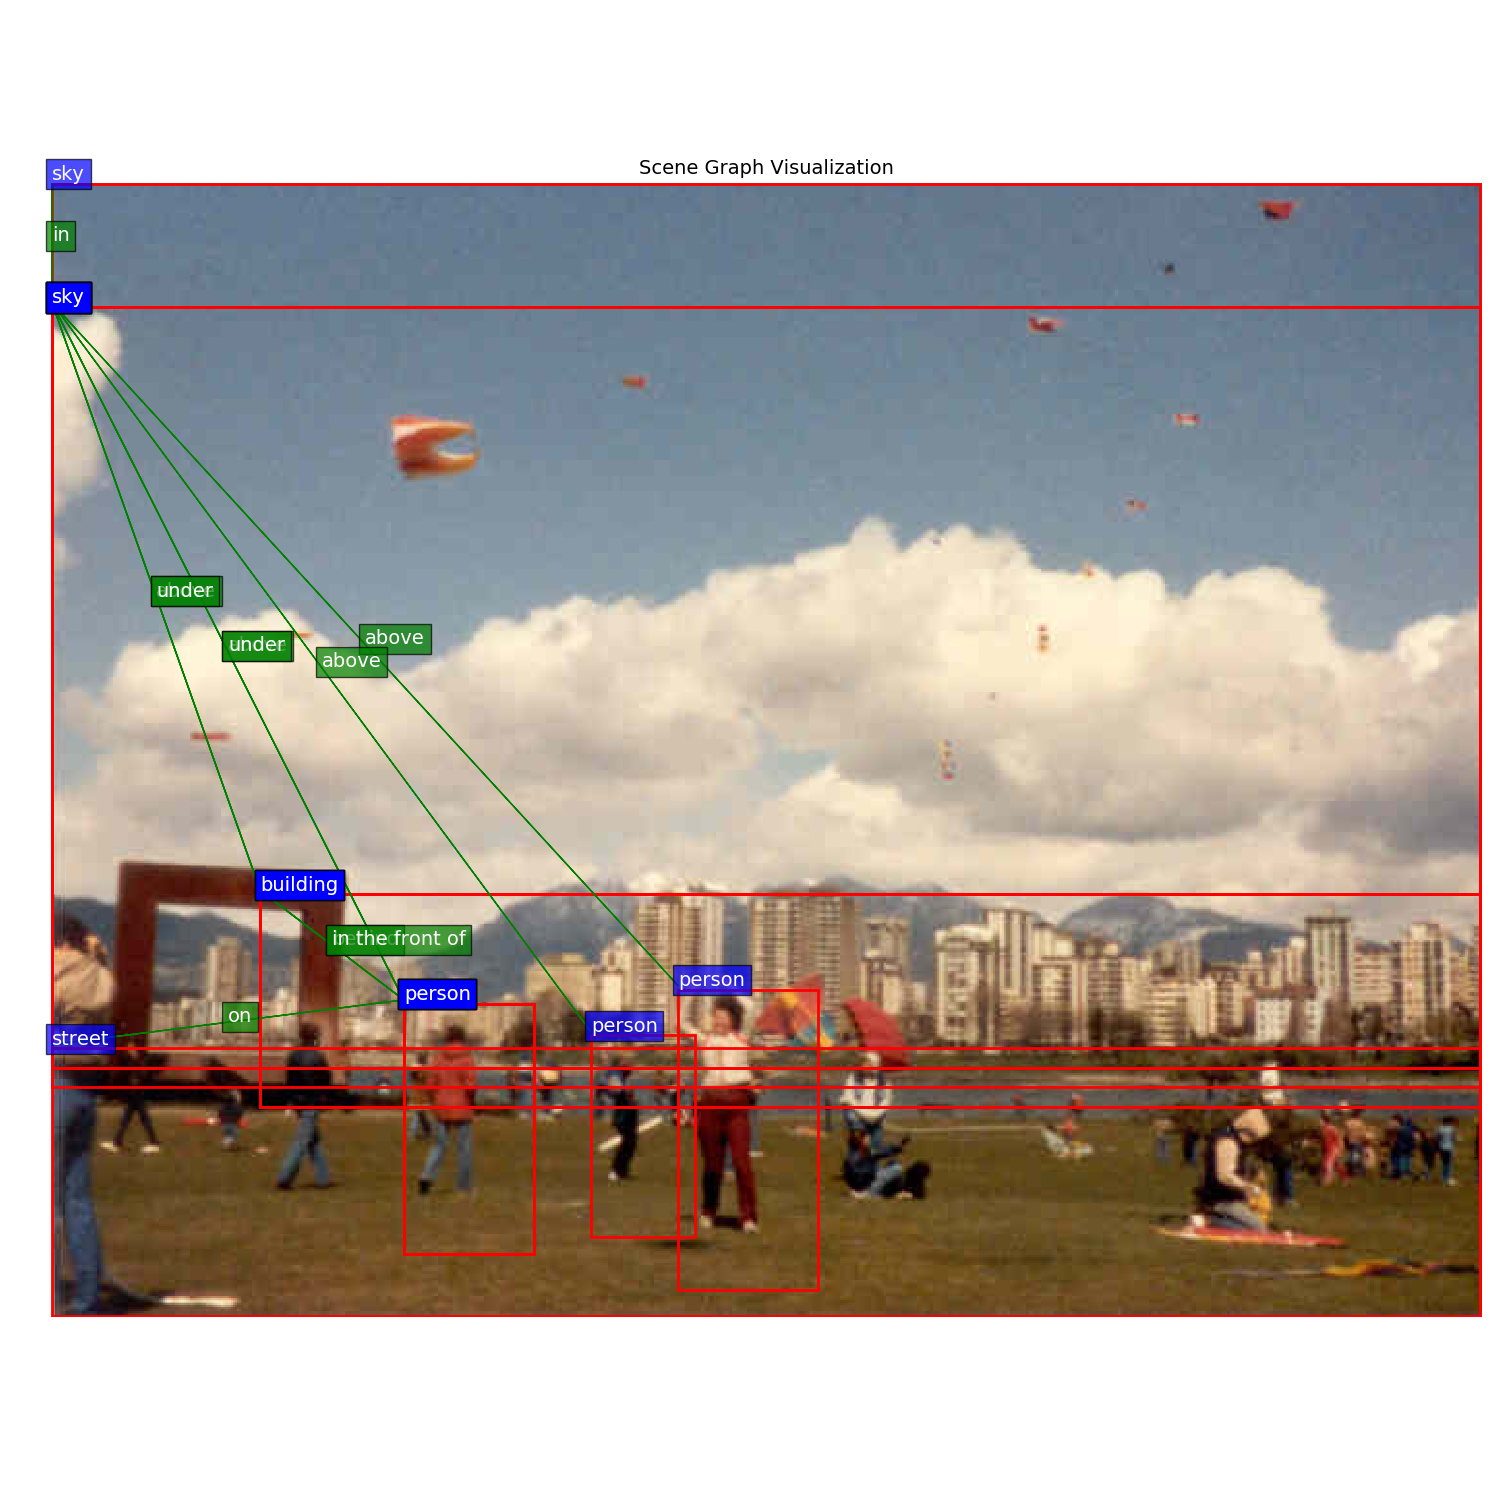 Scene Graph Visualization
sky
in
sky
under
under
above
above
building
in the front of
person
person
person
on
street